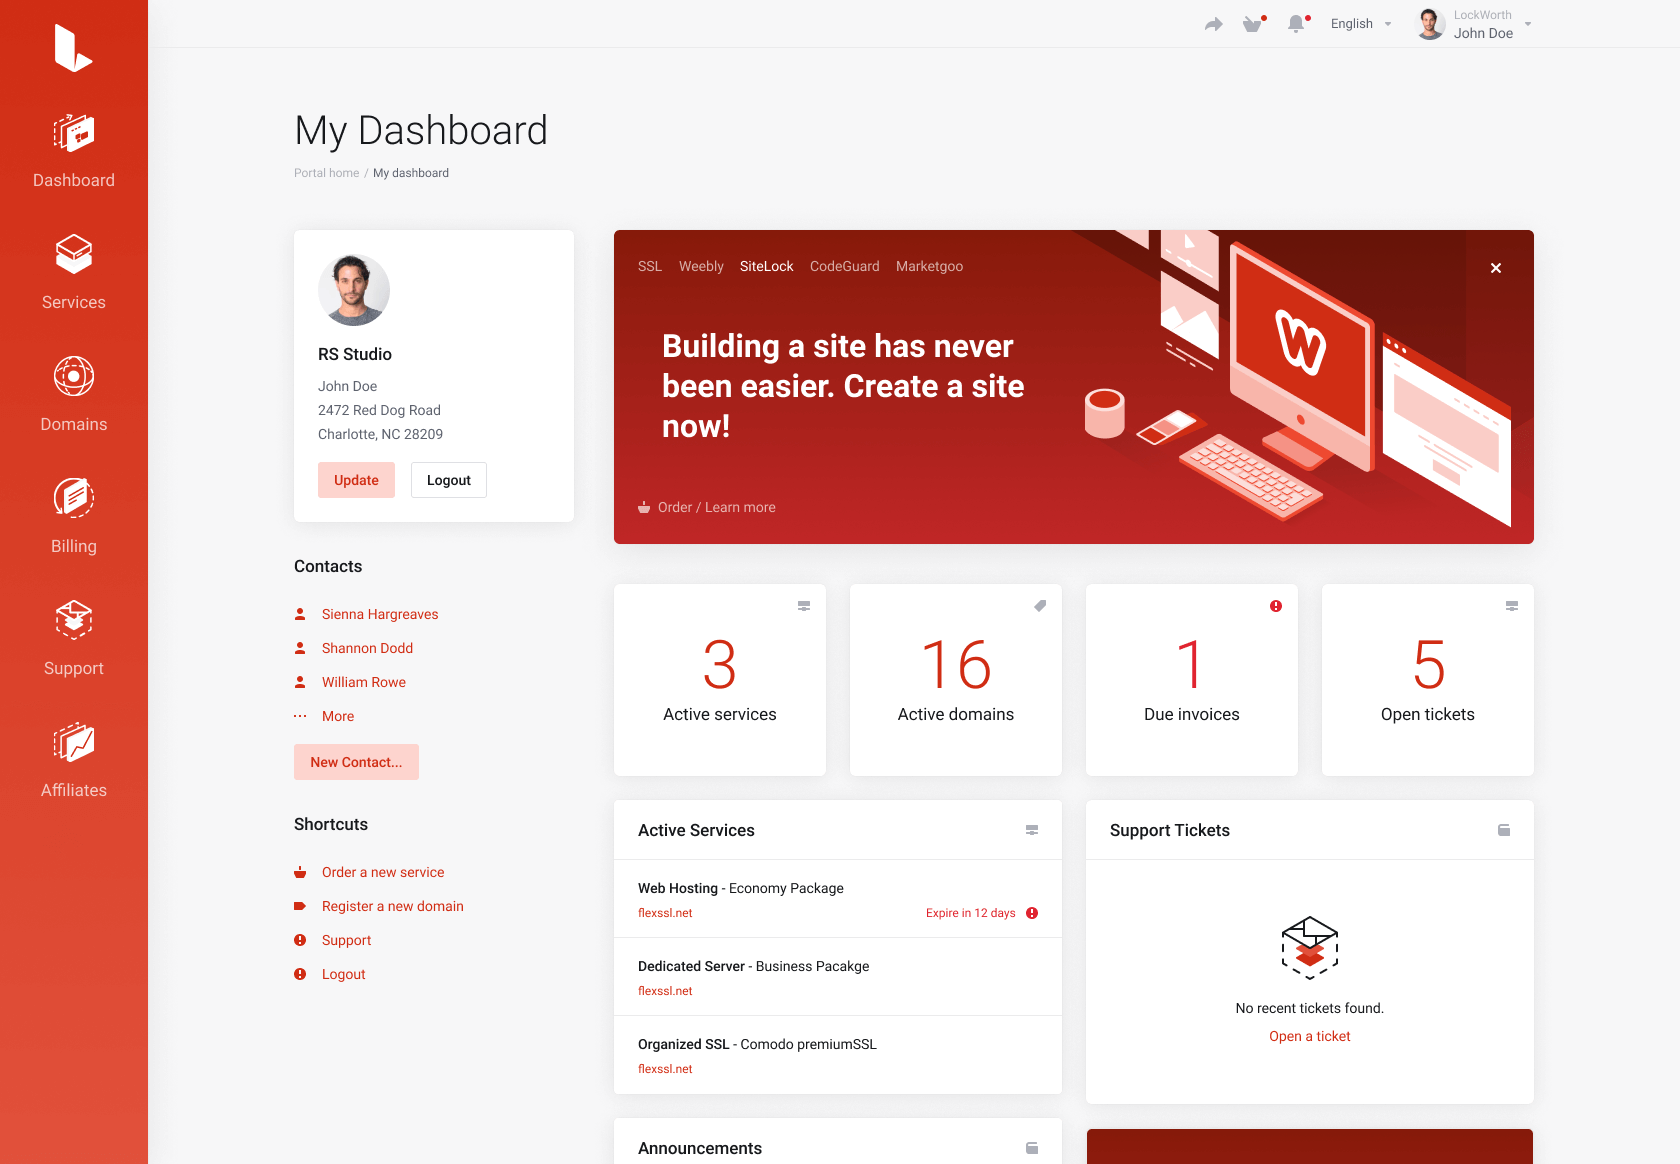 English
LockWorth
John Doe
Dashboard
Services
Domains
Billing
Support
Affiliates
My Dashboard
Portal home / My dashboard
RS Studio
John Doe
2472 Red Dog Road
Charlotte, NC 28209
Update
Logout
Contacts
Sienna Hargreaves
Shannon Dodd
William Rowe
More
New Contact...
Shortcuts
Order a new service
Register a new domain
Support
Logout
SSL Weebly SiteLock CodeGuard Marketgoo
Building a site has never
been easier. Create a site
now!
W
Order / Learn more
3
Active services
16
Active domains
1
Due invoices
5
Open tickets
Active Services
Web Hosting - Economy Package
flexssl.net
Expire in 12 days
Dedicated Server - Business Pacakge
flexssl.net
Organized SSL - Comodo premiumSSL
flexssl.net
Support Tickets
No recent tickets found.
Open a ticket
Announcements